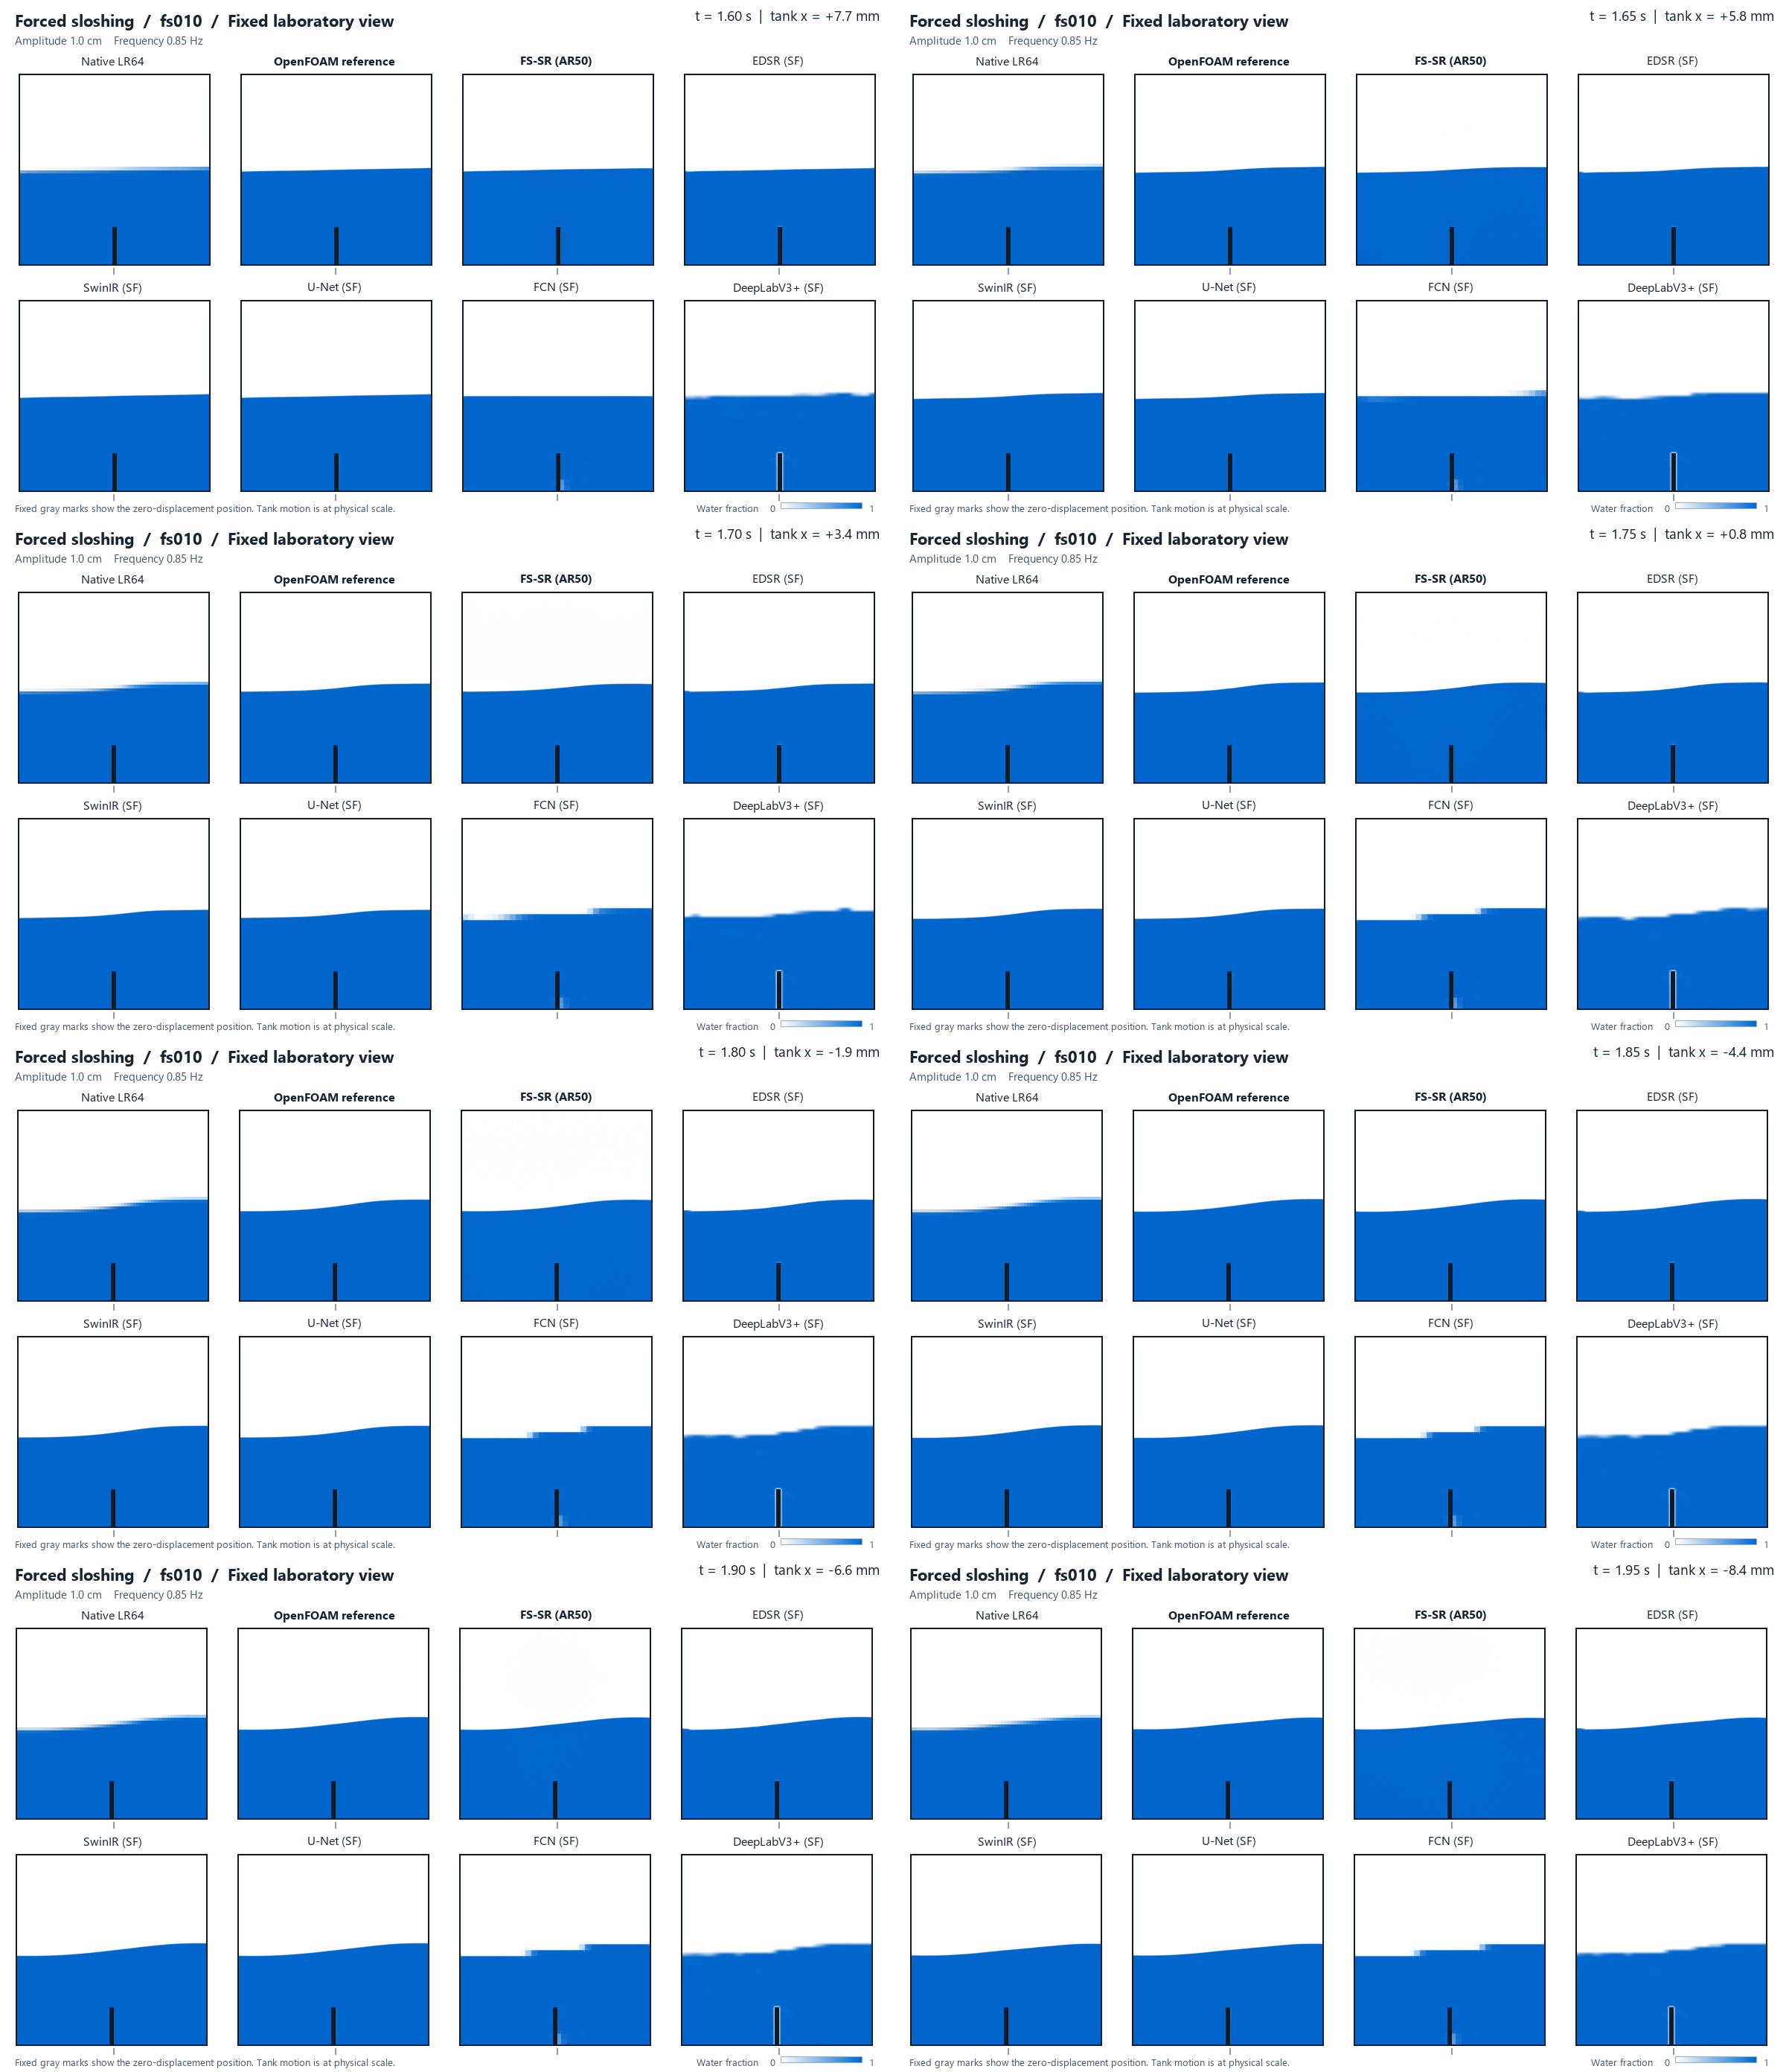 Forced sloshing / fs010 / Fixed laboratory view
t = 1.60 s | tank x = +7.7 mm
Amplitude 1.0 cm Frequency 0.85 Hz
Native LR64
OpenFOAM reference
FS-SR (AR50)
EDSR (SF)
SwinIR (SF)
U-Net (SF)
FCN (SF)
DeepLabV3+ (SF)
Fixed gray marks show the zero-displacement position. Tank motion is at physical scale.
Water fraction 0 1
Forced sloshing / fs010 / Fixed laboratory view
t = 1.65 s | tank x = +5.8 mm
Amplitude 1.0 cm Frequency 0.85 Hz
Native LR64
OpenFOAM reference
FS-SR (AR50)
EDSR (SF)
SwinIR (SF)
U-Net (SF)
FCN (SF)
DeepLabV3+ (SF)
Fixed gray marks show the zero-displacement position. Tank motion is at physical scale.
Water fraction 0 1
Forced sloshing / fs010 / Fixed laboratory view
t = 1.70 s | tank x = +3.4 mm
Amplitude 1.0 cm Frequency 0.85 Hz
Native LR64
OpenFOAM reference
FS-SR (AR50)
EDSR (SF)
SwinIR (SF)
U-Net (SF)
FCN (SF)
DeepLabV3+ (SF)
Fixed gray marks show the zero-displacement position. Tank motion is at physical scale.
Water fraction 0 1
Forced sloshing / fs010 / Fixed laboratory view
t = 1.75 s | tank x = +0.8 mm
Amplitude 1.0 cm Frequency 0.85 Hz
Native LR64
OpenFOAM reference
FS-SR (AR50)
EDSR (SF)
SwinIR (SF)
U-Net (SF)
FCN (SF)
DeepLabV3+ (SF)
Fixed gray marks show the zero-displacement position. Tank motion is at physical scale.
Water fraction 0 1
Forced sloshing / fs010 / Fixed laboratory view
t = 1.80 s | tank x = -1.9 mm
Amplitude 1.0 cm Frequency 0.85 Hz
Native LR64
OpenFOAM reference
FS-SR (AR50)
EDSR (SF)
SwinIR (SF)
U-Net (SF)
FCN (SF)
DeepLabV3+ (SF)
Fixed gray marks show the zero-displacement position. Tank motion is at physical scale.
Water fraction 0 1
Forced sloshing / fs010 / Fixed laboratory view
t = 1.85 s | tank x = -4.4 mm
Amplitude 1.0 cm Frequency 0.85 Hz
Native LR64
OpenFOAM reference
FS-SR (AR50)
EDSR (SF)
SwinIR (SF)
U-Net (SF)
FCN (SF)
DeepLabV3+ (SF)
Fixed gray marks show the zero-displacement position. Tank motion is at physical scale.
Water fraction 0 1
Forced sloshing / fs010 / Fixed laboratory view
t = 1.90 s | tank x = -6.6 mm
Amplitude 1.0 cm Frequency 0.85 Hz
Native LR64
OpenFOAM reference
FS-SR (AR50)
EDSR (SF)
SwinIR (SF)
U-Net (SF)
FCN (SF)
DeepLabV3+ (SF)
Fixed gray marks show the zero-displacement position. Tank motion is at physical scale.
Water fraction 0 1
Forced sloshing / fs010 / Fixed laboratory view
t = 1.95 s | tank x = -8.4 mm
Amplitude 1.0 cm Frequency 0.85 Hz
Native LR64
OpenFOAM reference
FS-SR (AR50)
EDSR (SF)
SwinIR (SF)
U-Net (SF)
FCN (SF)
DeepLabV3+ (SF)
Fixed gray marks show the zero-displacement position. Tank motion is at physical scale.
Water fraction 0 1